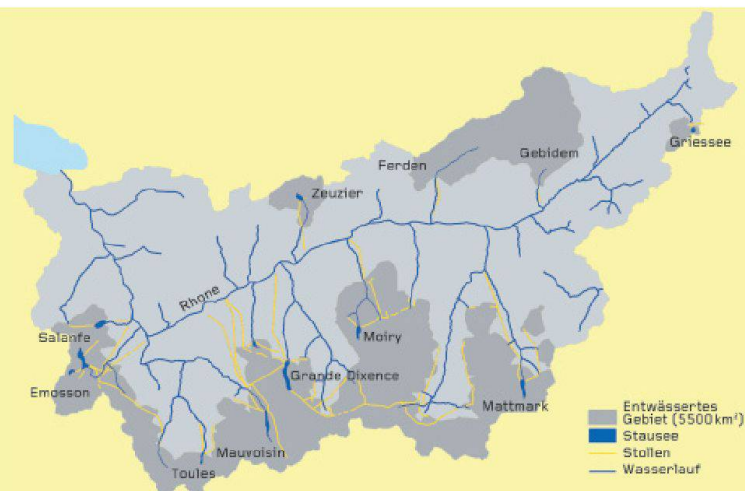 Griessee
Gebidem
Ferden
Zeuzier
Rhone
Salanfe
Moiry
Grande Dixence
Emosson
Mattmark
Mauvoisin
Toules
Entwässertes
Gebiet (5500 km²)
Stausee
Stollen
Wasserlauf